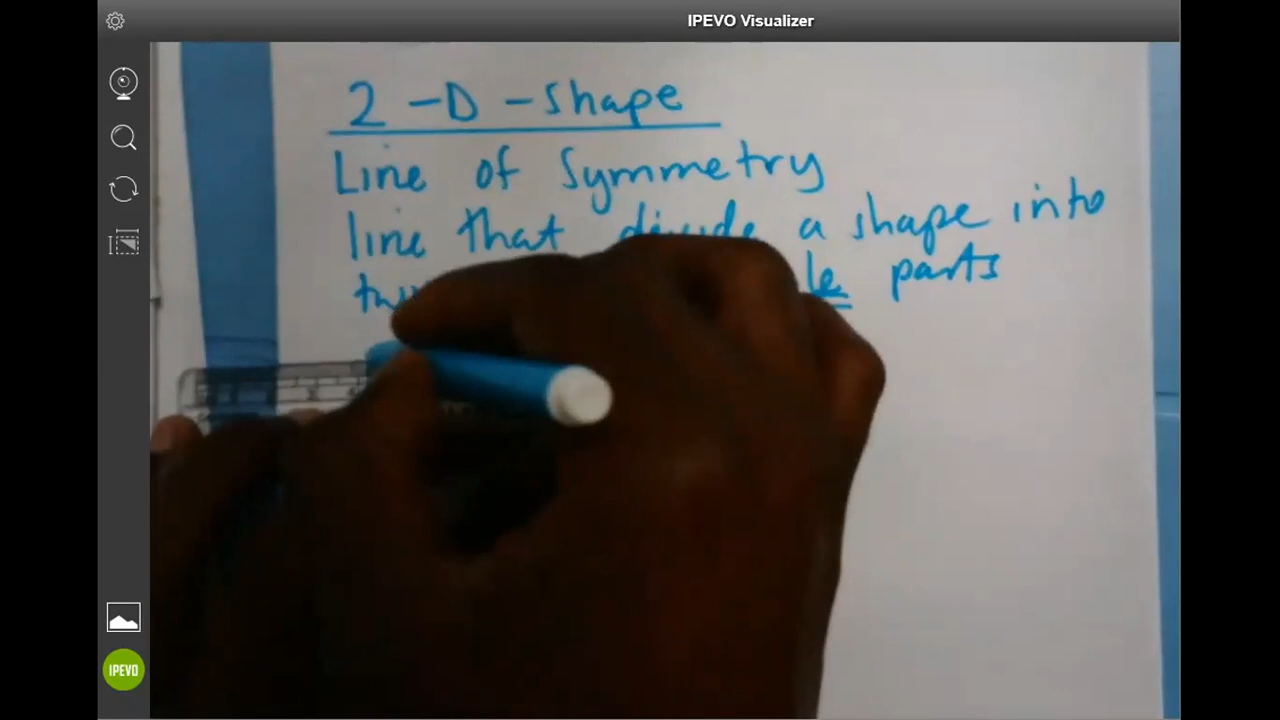 IPEVO Visualizer
2 -D -shape
Line of Symmetry
line that divide a shape into
parts
IPEVO